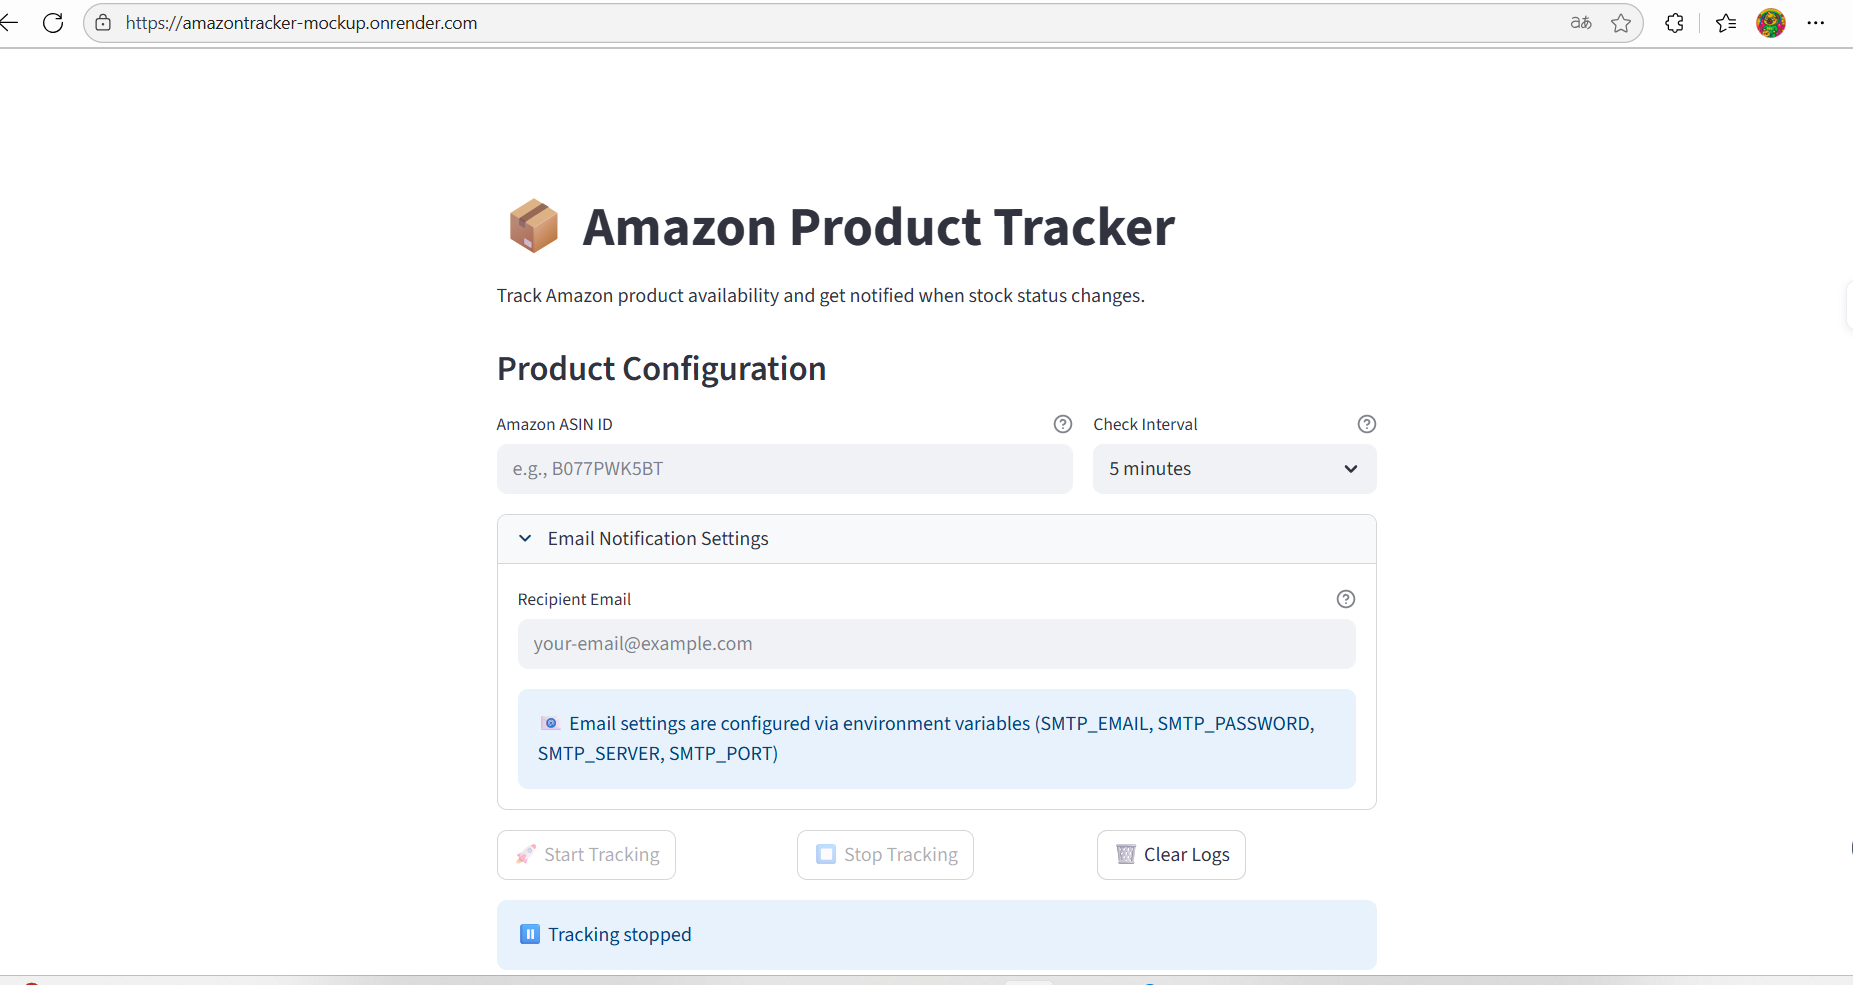 https://amazontracker-mockup.onrender.com
aあ
Amazon Product Tracker
Track Amazon product availability and get notified when stock status changes.
Product Configuration
Amazon ASIN ID
Check Interval
e.g., B077PWK5BT
5 minutes
Email Notification Settings
Recipient Email
your-email@example.com
Email settings are configured via environment variables (SMTP_EMAIL, SMTP_PASSWORD,
SMTP_SERVER, SMTP_PORT)
Start Tracking
Stop Tracking
Clear Logs
Tracking stopped